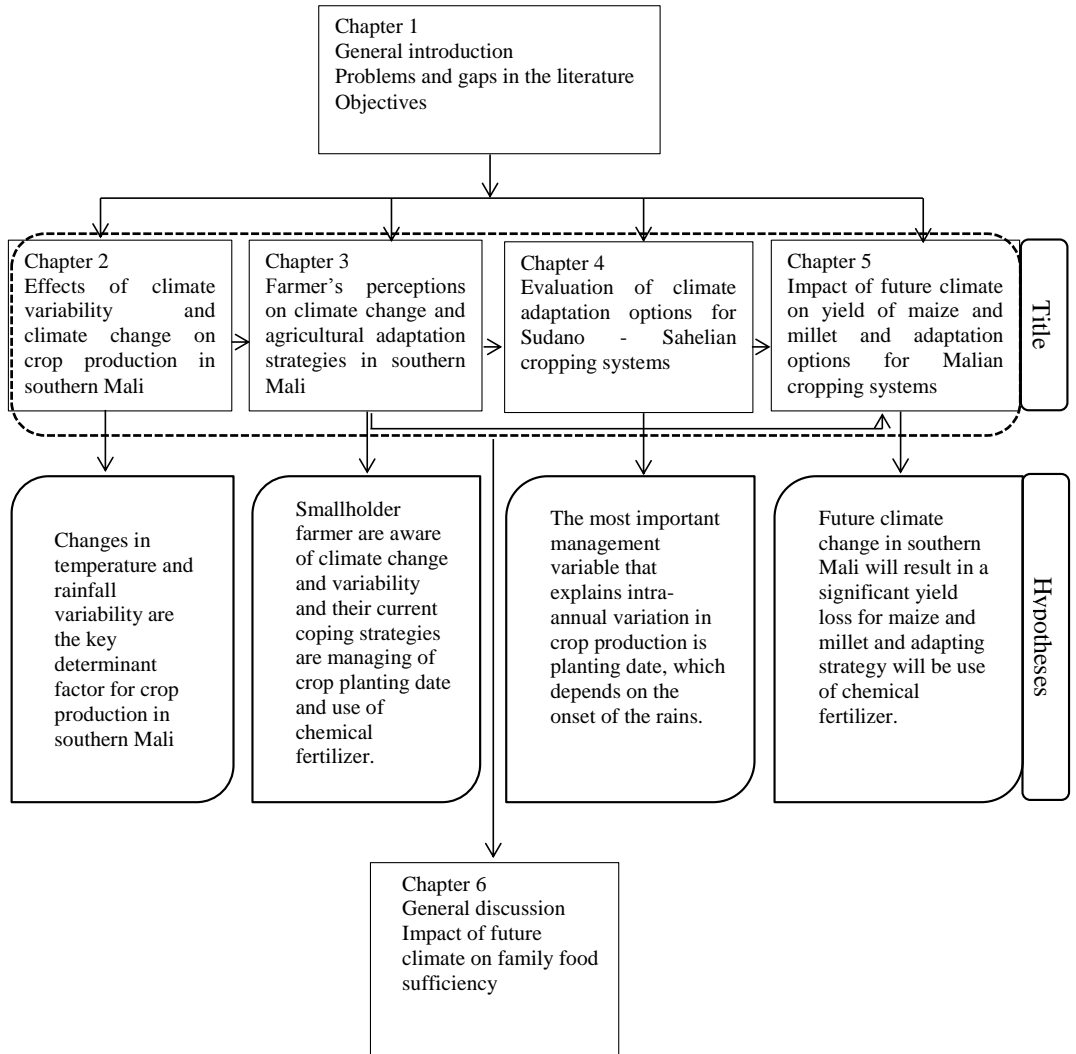 Chapter 1
General introduction
Problems and gaps in the literature
Objectives
Chapter 2
Effects of climate
variability and
climate change on
crop production in
southern Mali
Chapter 3
Farmer's perceptions
on climate change and
agricultural adaptation
strategies in southern
Mali
Chapter 4
Evaluation of climate
adaptation options for
Sudano - Sahelian
cropping systems
Chapter 5
Impact of future climate
on yield of maize and
millet and adaptation
options for Malian
cropping systems
Title
Changes in
temperature and
rainfall
variability are
the key
determinant
factor for crop
production in
southern Mali
Smallholder
farmer are aware
of climate change
and variability
and their current
coping strategies
are managing of
crop planting date
and use of
chemical
fertilizer.
The most important
management
variable that
explains intra-
annual variation in
crop production is
planting date, which
depends on the
onset of the rains.
Future climate
change in southern
Mali will result in a
significant yield
loss for maize and
millet and adapting
strategy will be use
of chemical
fertilizer.
Hypotheses
Chapter 6
General discussion
Impact of future
climate on family food
sufficiency